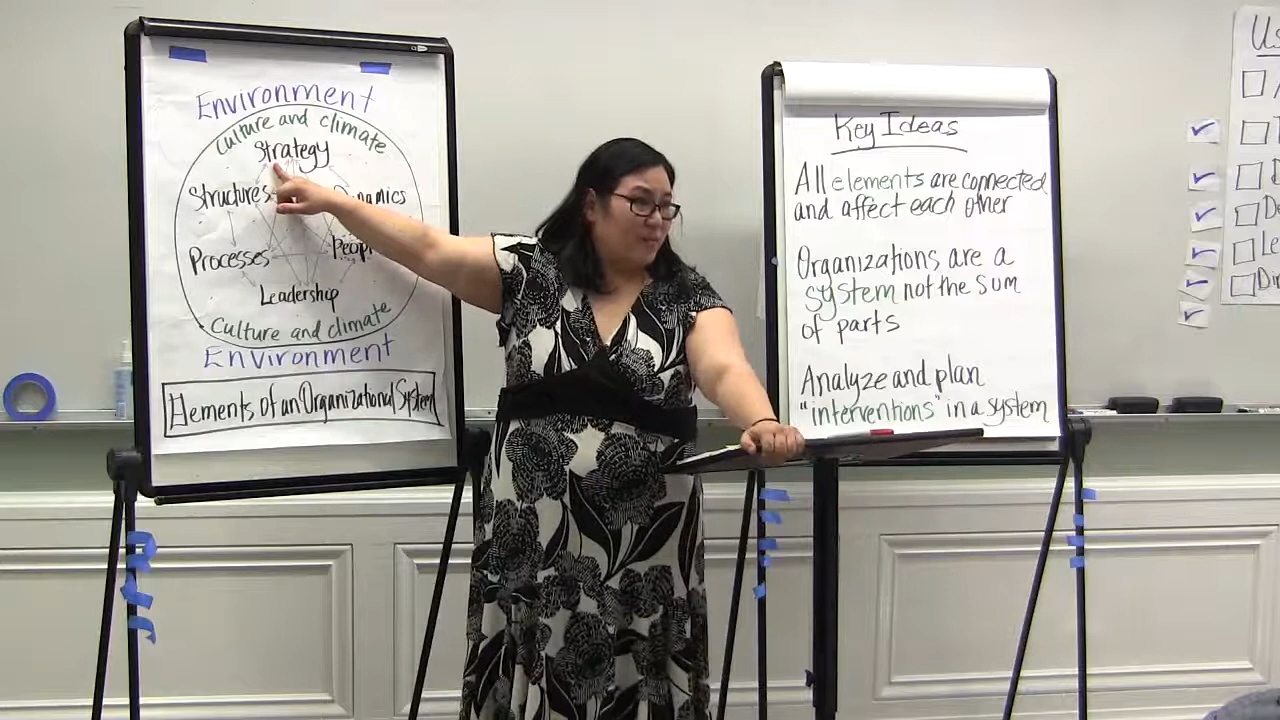 Environment
Culture and climate
Strategy
Structures
Processes
Leadership
Culture and climate
Environment
Elements of an Organizational System
Key Ideas
All elements are connected
and affect each other
Organizations are a
system not the sum
of parts
Analyze and plan
"interventions" in a system